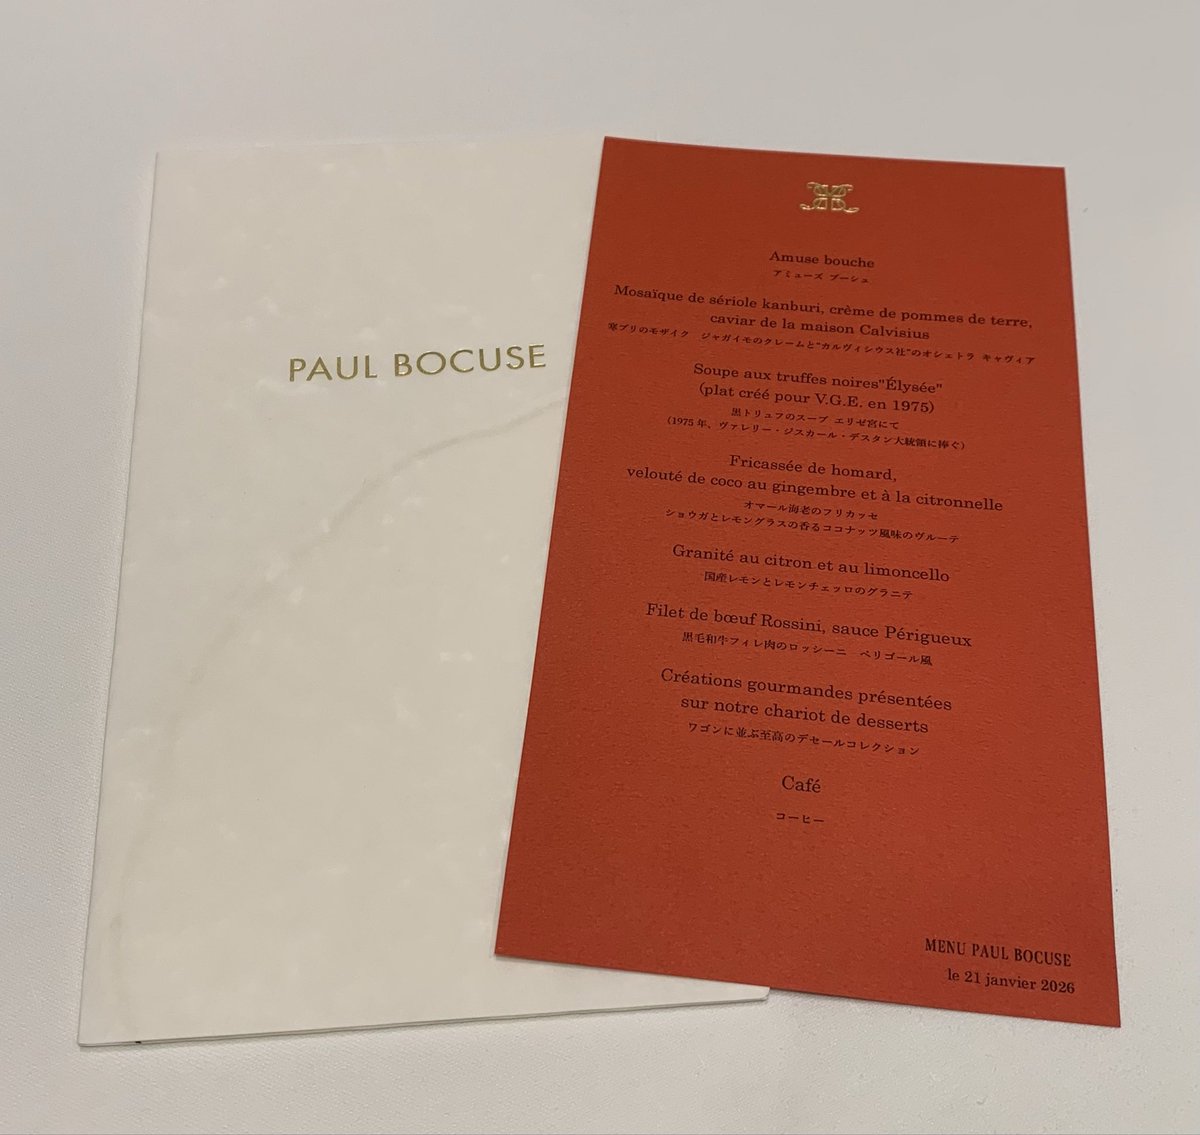 PAUL BOCUSE
Amuse bouche
アミューズ ブーシュ
Mosaïque de sériole kanburi, crème de pommes de terre,
caviar de la maison Calvisius
寒ブリのモザイク ジャガイモのクレームと"カルヴィシウス社"のオシェトラ キャヴィア
Soupe aux truffes noires"Élysée"
(plat créé pour V.G.E. en 1975)
黒トリュフのスープ エリゼ宮にて
(1975年、ヴァレリー・ジスカール・デスタン大統領に捧ぐ)
Fricassée de homard,
velouté de coco au gingembre et à la citronnelle
オマール海老のフリカッセ
ショウガとレモングラスの香るココナッツ風味のヴルーテ
Granité au citron et au limoncello
国産レモンとレモンチェッロのグラニテ
Filet de bœuf Rossini, sauce Périgueux
黒毛和牛フィレ肉のロッシーニ ペリゴール風
Créations gourmandes présentées
sur notre chariot de desserts
ワゴンに並ぶ至高のデセールコレクション
Café
コーヒー
MENU PAUL BOCUSE
le 21 janvier 2026